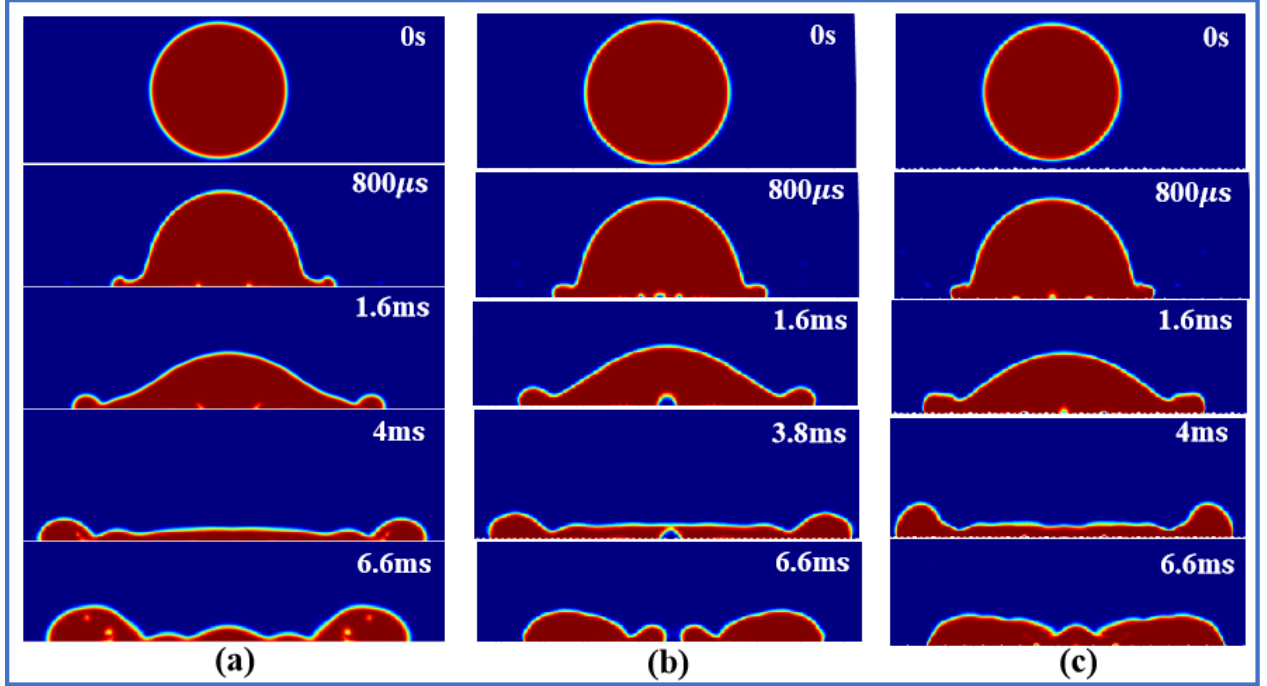 0s 0s 0s
800μs 800μs 800μs
1.6ms 1.6ms 1.6ms
4ms 3.8ms 4ms
6.6ms 6.6ms 6.6ms
(a) (b) (c)